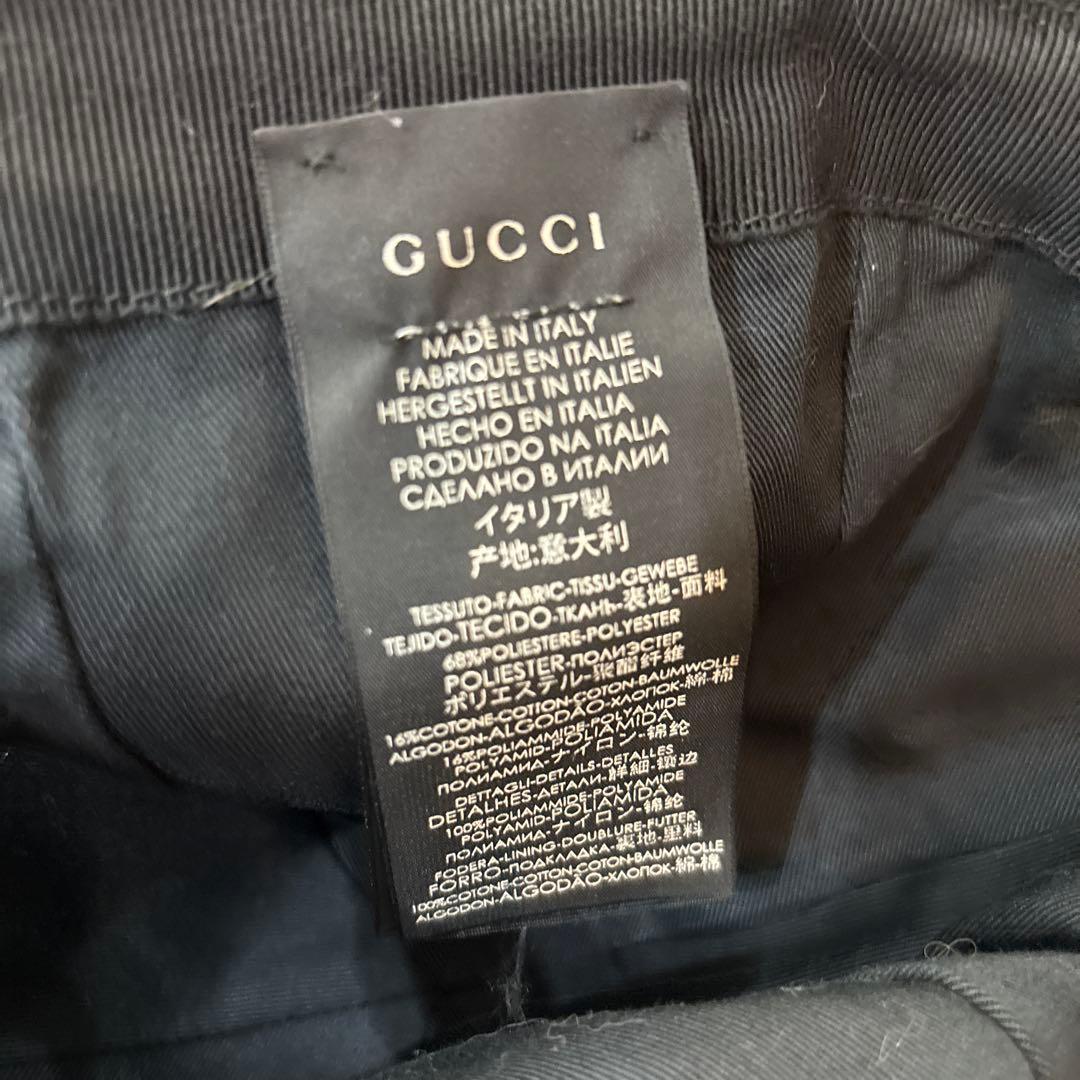 GUCCI
MADE IN ITALY
FABRIQUE EN ITALIE
HERGESTELLT IN ITALIEN
HECHO EN ITALIA
PRODUZIDO NA ITALIA
СДЕЛАНО В ИТАЛИИ
イタリア製
产地:意大利
TESSUTO-FABRIC-TISSU-GEWEBE
TEJIDO-TECIDO-ТКАНЬ-表地-面料
68%POLIESTERE-POLYESTER
POLIESTER-ПОЛИЭСТЕР
ポリエステル-聚酯纤维
16%COTONE-COTTON-COTON-BAUMWOLLE
ALGODON-ALGODÃO-ХЛОПОК-綿-棉
16%POLIAMMIDE-POLYAMIDE
POLYAMID-POLIAMIDA
ПОЛИАМИА-ナイロン-锦纶
DETTAGLI-DETAILS-DETALLES
DETALHES-ДЕТАЛИ-詳細-镶边
100%POLIAMMIDE-POLYAMIDE
POLYAMID-POLIAMIDA
ПОЛИАМИА-ナイロン-锦纶
FODERA-LINING-DOUBLURE-FUTTER
FORRO-ПОДКЛАДКА-裏地-里料
100%COTONE-COTTON-COTON-BAUMWOLLE
ALGODON-ALGODÃO-ХЛОПОК-綿-棉